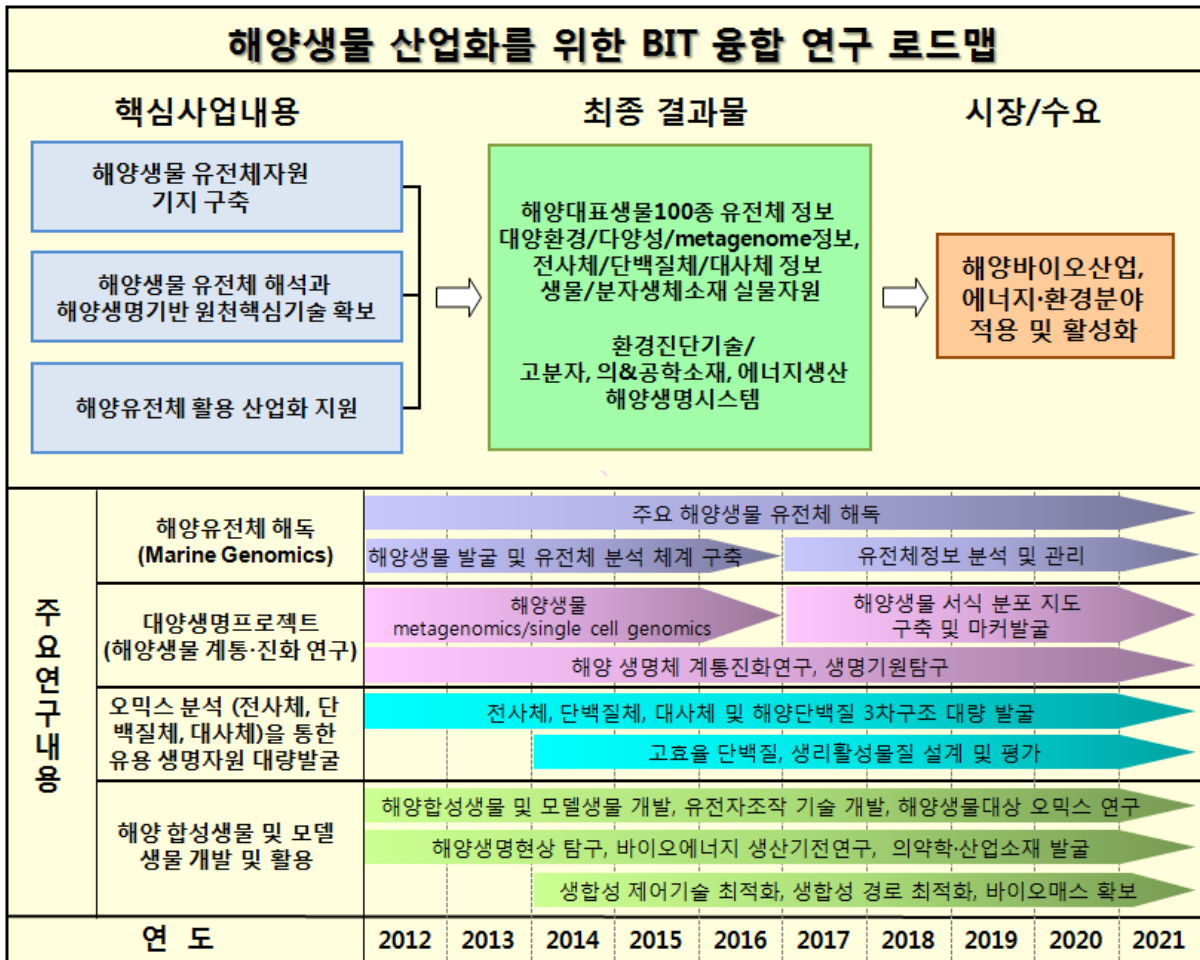 해양생물 산업화를 위한 BIT 융합 연구 로드맵
핵심사업내용
해양생물 유전체자원
기지 구축
해양생물 유전체 해석과
해양생명기반 원천핵심기술 확보
해양유전체 활용 산업화 지원
최종 결과물
해양대표생물100종 유전체 정보
대양환경/다양성/metagenome정보,
전사체/단백질체/대사체 정보
생물/분자생체소재 실물자원
환경진단기술/
고분자, 의&공학소재, 에너지생산
해양생명시스템
시장/수요
해양바이오산업,
에너지·환경분야
적용 및 활성화
주요연구내용
해양유전체 해독
(Marine Genomics)
주요 해양생물 유전체 해독
해양생물 발굴 및 유전체 분석 체계 구축
유전체정보 분석 및 관리
대양생명프로젝트
(해양생물 계통·진화 연구)
해양생물
metagenomics/single cell genomics
해양생물 서식 분포 지도
구축 및 마커발굴
해양 생명체 계통진화연구, 생명기원탐구
오믹스 분석 (전사체, 단
백질체, 대사체)을 통한
유용 생명자원 대량발굴
전사체, 단백질체, 대사체 및 해양단백질 3차구조 대량 발굴
고효율 단백질, 생리활성물질 설계 및 평가
해양 합성생물 및 모델
생물 개발 및 활용
해양합성생물 및 모델생물 개발, 유전자조작 기술 개발, 해양생물대상 오믹스 연구
해양생명현상 탐구, 바이오에너지 생산기전연구, 의약학·산업소재 발굴
생합성 제어기술 최적화, 생합성 경로 최적화, 바이오매스 확보
연 도 2012 2013 2014 2015 2016 2017 2018 2019 2020 2021